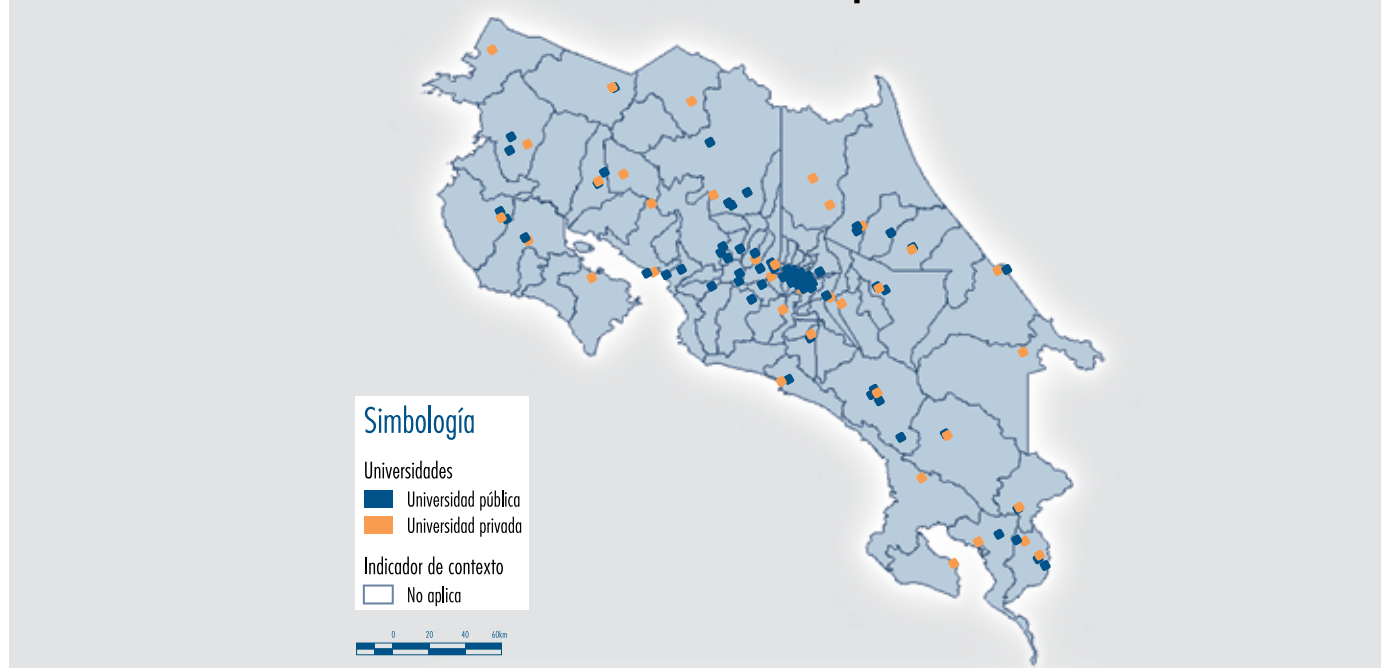 Simbología
Universidades
Universidad pública
Universidad privada
Indicador de contexto
No aplica
0 20 40 60km